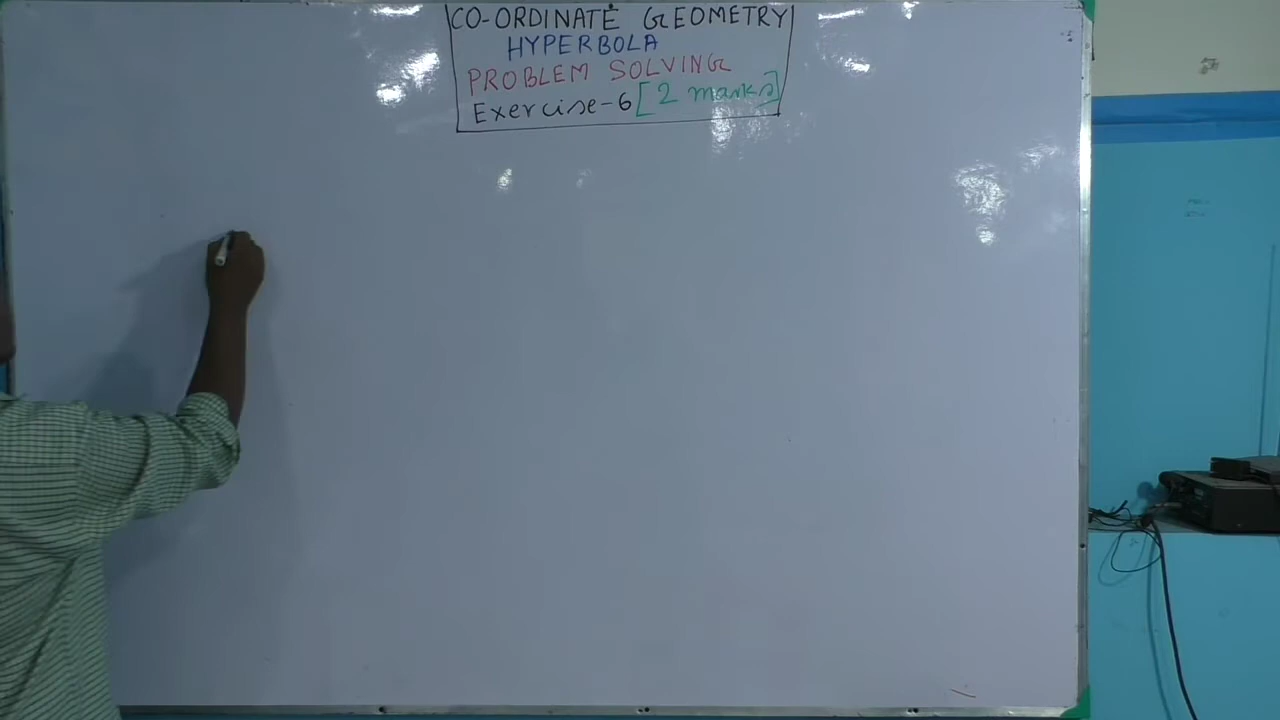 CO-ORDINATE GEOMETRY
HYPERBOLA
PROBLEM SOLVING
Exercise-6 [2 marks]